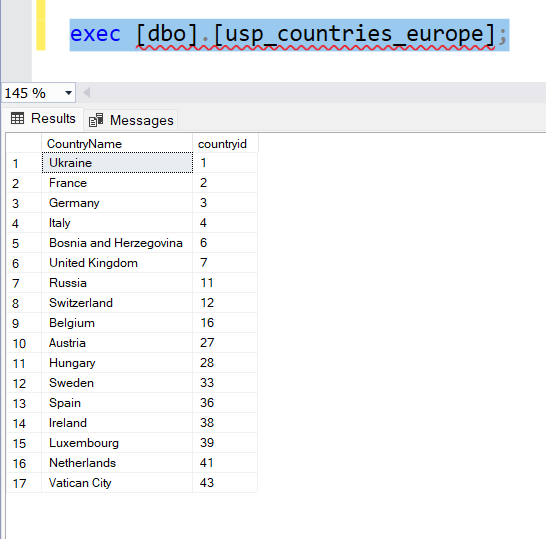 exec [dbo].[usp_countries_europe];
145 %
Results Messages
CountryName countryid
1 Ukraine 1
2 France 2
3 Germany 3
4 Italy 4
5 Bosnia and Herzegovina 6
6 United Kingdom 7
7 Russia 11
8 Switzerland 12
9 Belgium 16
10 Austria 27
11 Hungary 28
12 Sweden 33
13 Spain 36
14 Ireland 38
15 Luxembourg 39
16 Netherlands 41
17 Vatican City 43